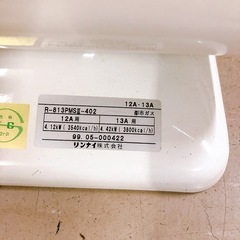 R-813PMSⅢ-402
12A-13A
都市ガス
12A用
13A用
4.12kW (3540kcal/h)
4.42kW (3800kcal/h)
99.05-000422
リンナイ株式会社